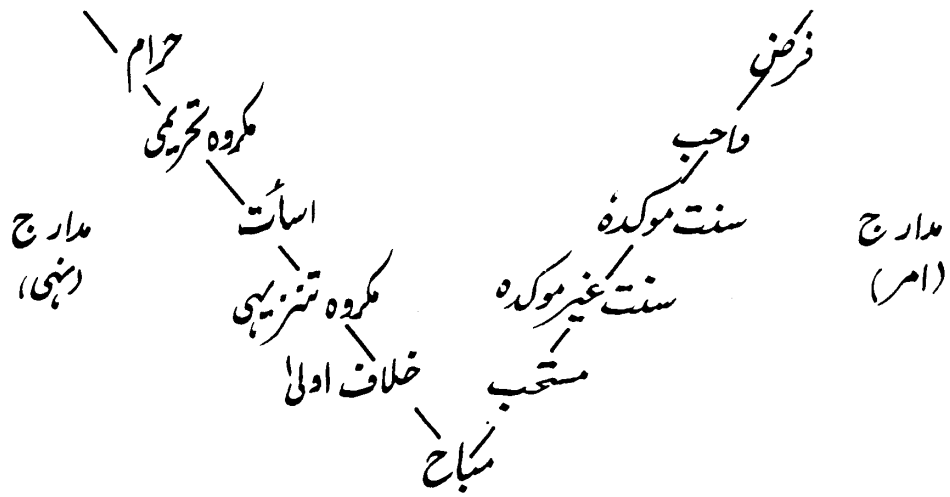 فرض
حرام
واجب
مکروہ تحریمی
سنت موکدہ
اسأت
مدارج
(امر)
مدارج
(نہی)
سنت غیر موکدہ
مکروہ تنزیہی
مستحب
خلاف اولیٰ
مباح